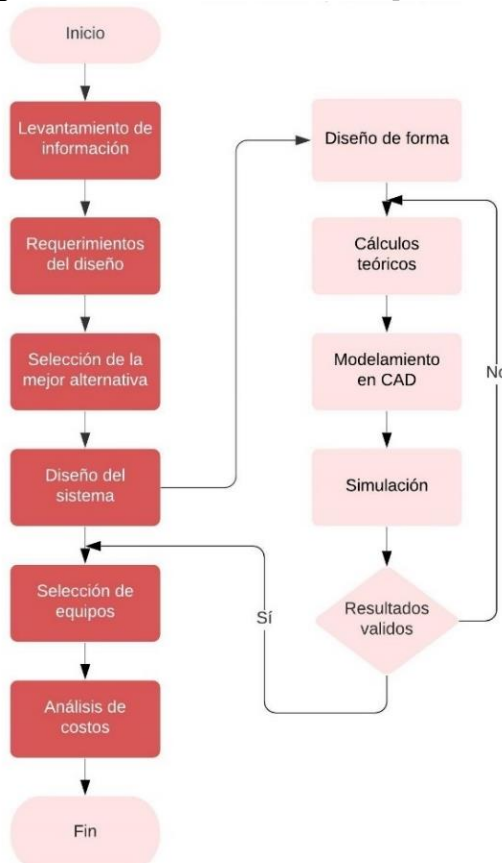 Inicio
Levantamiento de
información
Requerimientos
del diseño
Selección de la
mejor alternativa
Diseño del
sistema
Selección de
equipos
Análisis de
costos
Fin
Diseño de forma
Cálculos
teóricos
Modelamiento
en CAD
Simulación
Resultados
validos
Sí
No